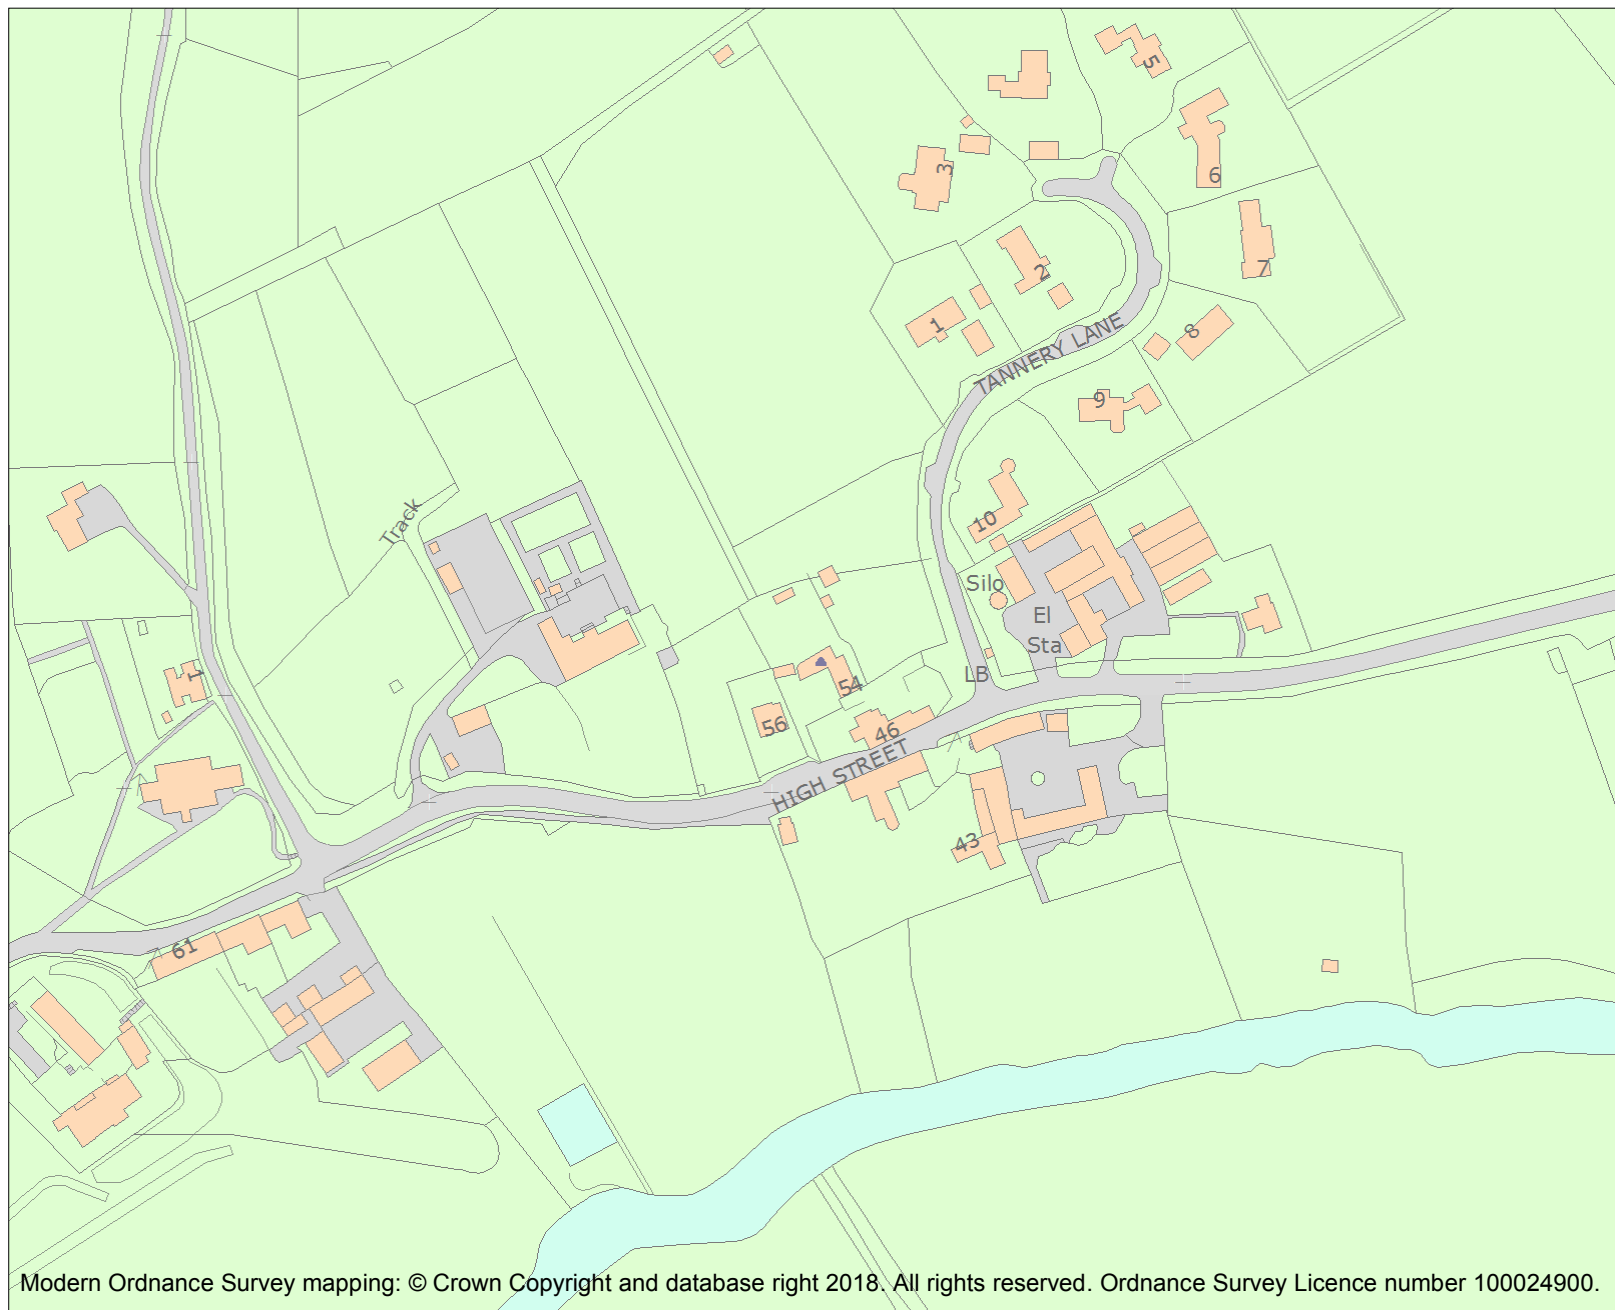 5
3
6
2
7
1
TANNERY LANE
8
9
Track
10
Silo
El
Sta
LB
1
54
56
46
HIGH STREET
43
61
Modern Ordnance Survey mapping: © Crown Copyright and database right 2018. All rights reserved. Ordnance Survey Licence number 100024900.